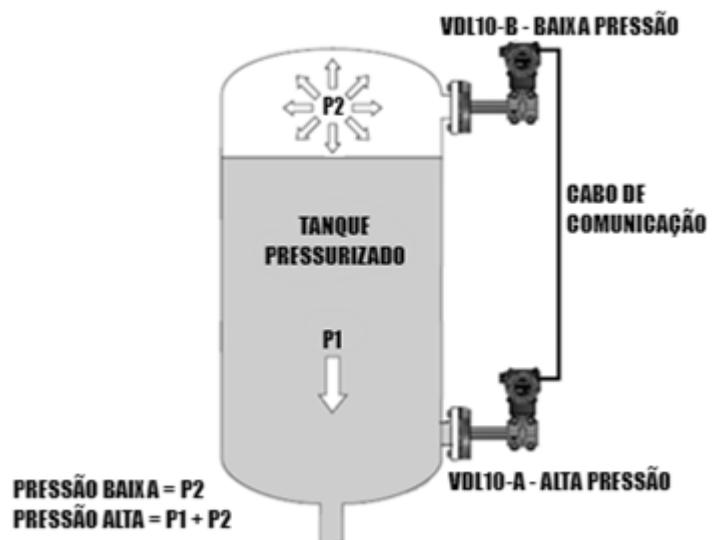 VDL10-B - BAIXA PRESSÃO
P2
CABO DE
COMUNICAÇÃO
TANQUE
PRESSURIZADO
P1
VDL10-A - ALTA PRESSÃO
PRESSÃO BAIXA = P2
PRESSÃO ALTA = P1 + P2